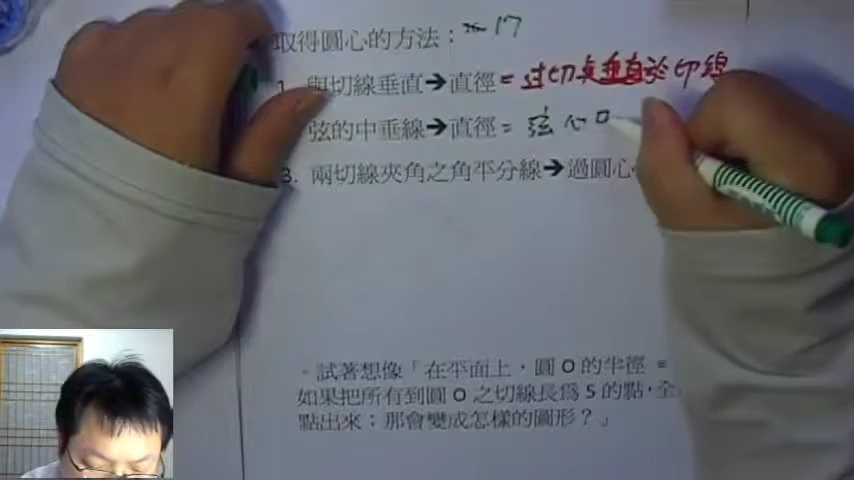 取得圓心的方法：※17
1. 與切線垂直→直徑=过切点垂直於切線
弦的中垂線→直徑=弦心
3. 兩切線夾角之角平分線→過圓心
。試著想像「在平面上，圓 O 的半徑 =
如果把所有到圓 O 之切線長為 5 的點，全
點出來；那會變成怎樣的圖形？」